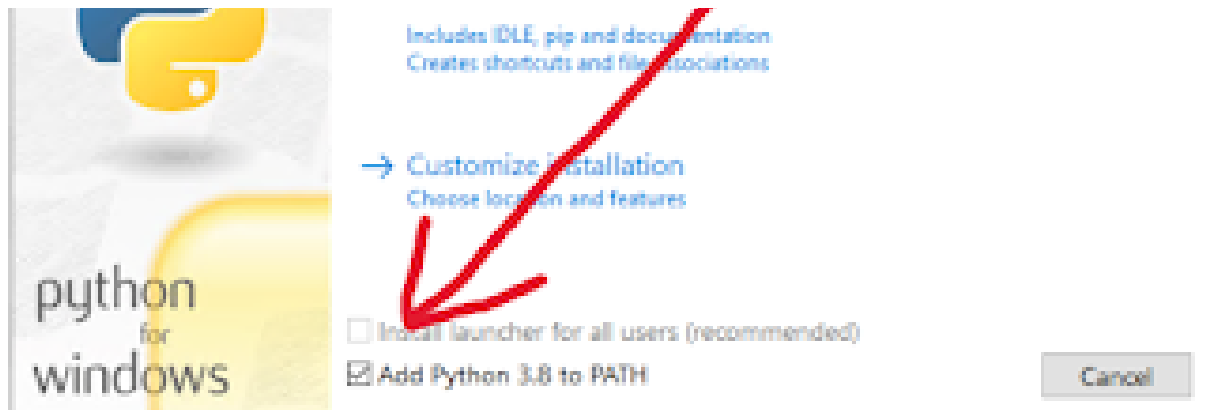 Includes IDLE, pip and documentation
Creates shortcuts and file associations
→ Customize installation
Choose location and features
python
for
windows
Install launcher for all users (recommended)
Add Python 3.8 to PATH
Cancel